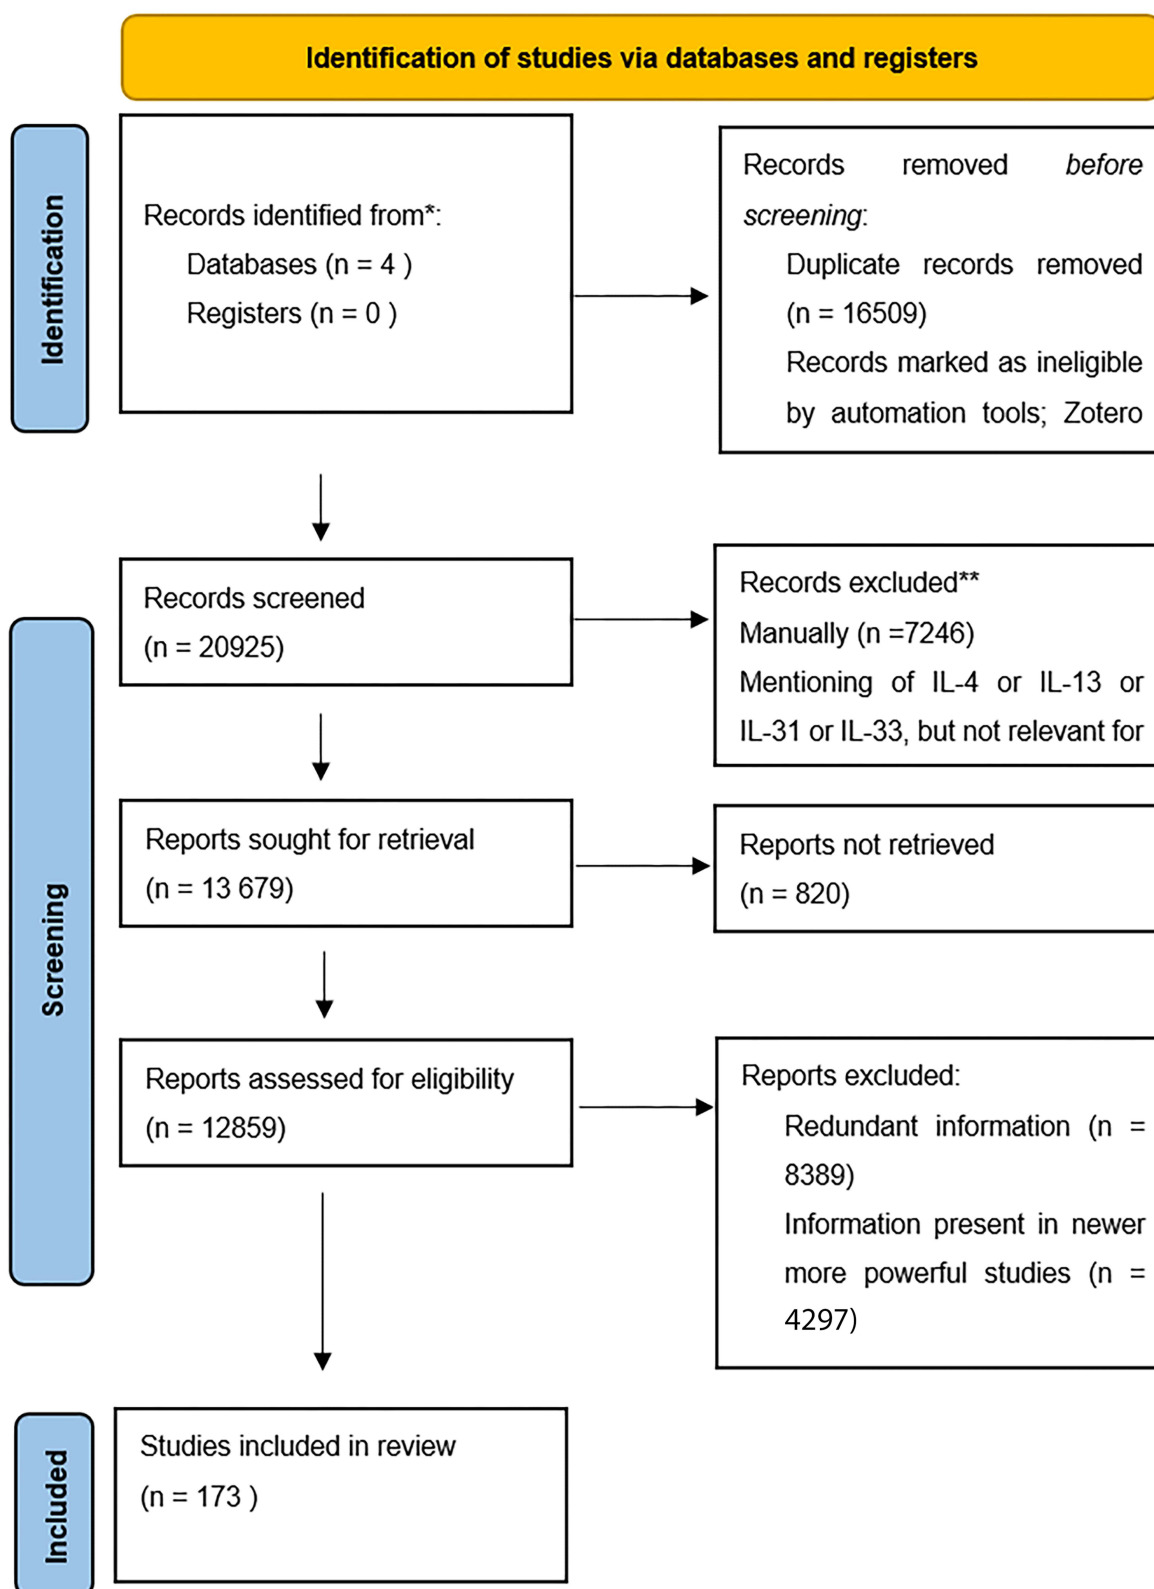 Identification of studies via databases and registers
Identification
Records identified from*:
Databases (n = 4 )
Registers (n = 0 )
Records removed before
screening:
Duplicate records removed
(n = 16509)
Records marked as ineligible
by automation tools; Zotero
Screening
Records screened
(n = 20925)
Records excluded**
Manually (n =7246)
Mentioning of IL-4 or IL-13 or
IL-31 or IL-33, but not relevant for
Reports sought for retrieval
(n = 13 679)
Reports not retrieved
(n = 820)
Reports assessed for eligibility
(n = 12859)
Reports excluded:
Redundant information (n =
8389)
Information present in newer
more powerful studies (n =
4297)
Included
Studies included in review
(n = 173 )